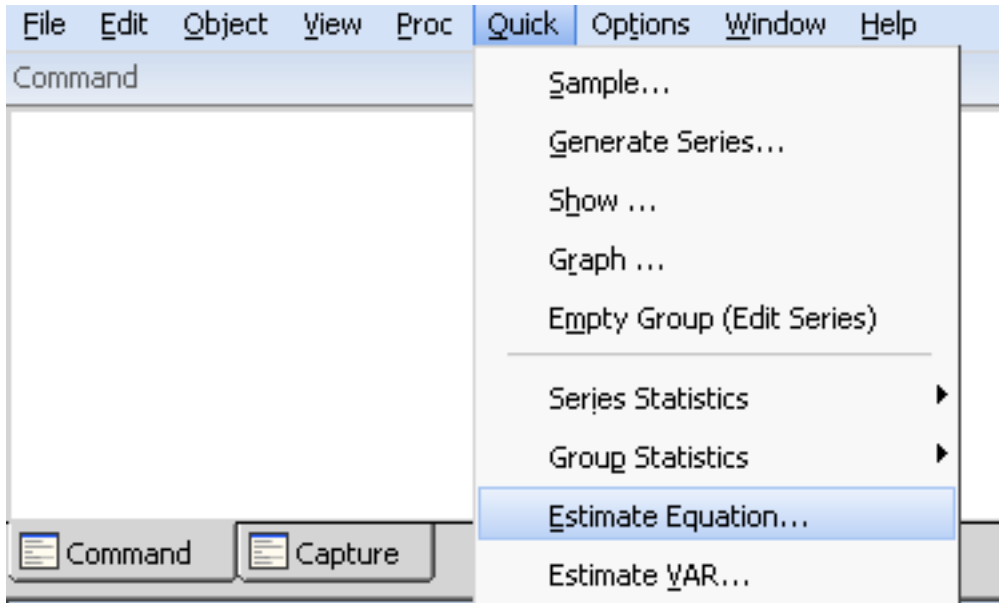 File Edit Object View Proc Quick Options Window Help
Command
Sample...
Generate Series...
Show ...
Graph ...
Empty Group (Edit Series)
Series Statistics
Group Statistics
Estimate Equation...
Command Capture
Estimate VAR...